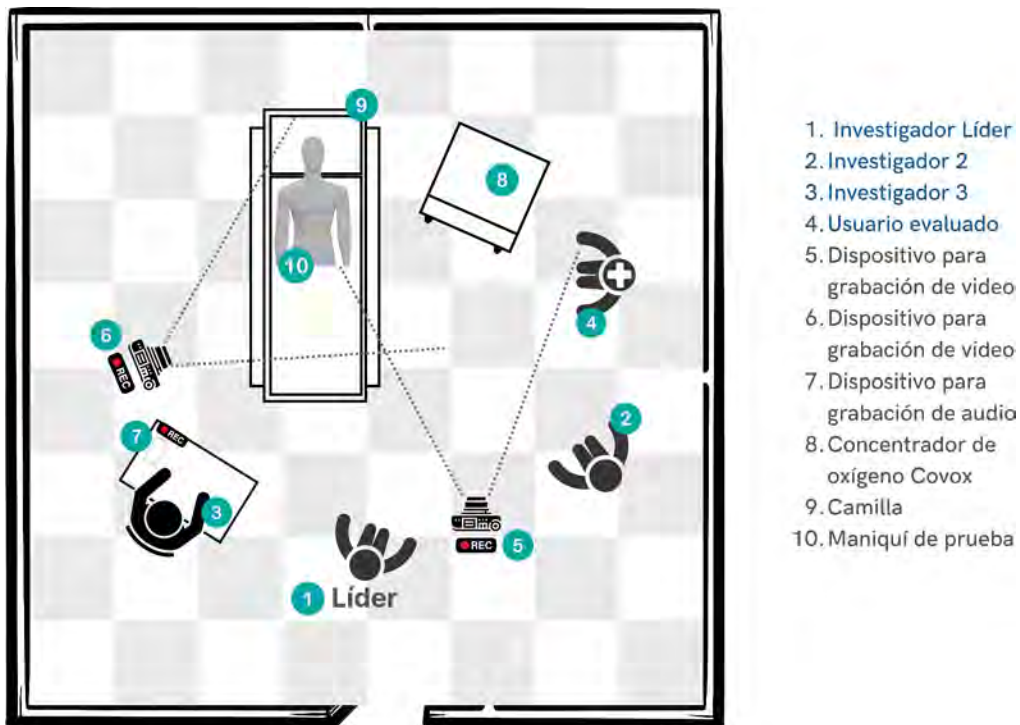 9
8
10
4
6
REC
2
7
REC
3
REC
5
1 Líder
1. Investigador Líder
2. Investigador 2
3. Investigador 3
4. Usuario evaluado
5. Dispositivo para
grabación de video
6. Dispositivo para
grabación de video
7. Dispositivo para
grabación de audio
8. Concentrador de
oxígeno Covox
9. Camilla
10. Maniquí de prueba